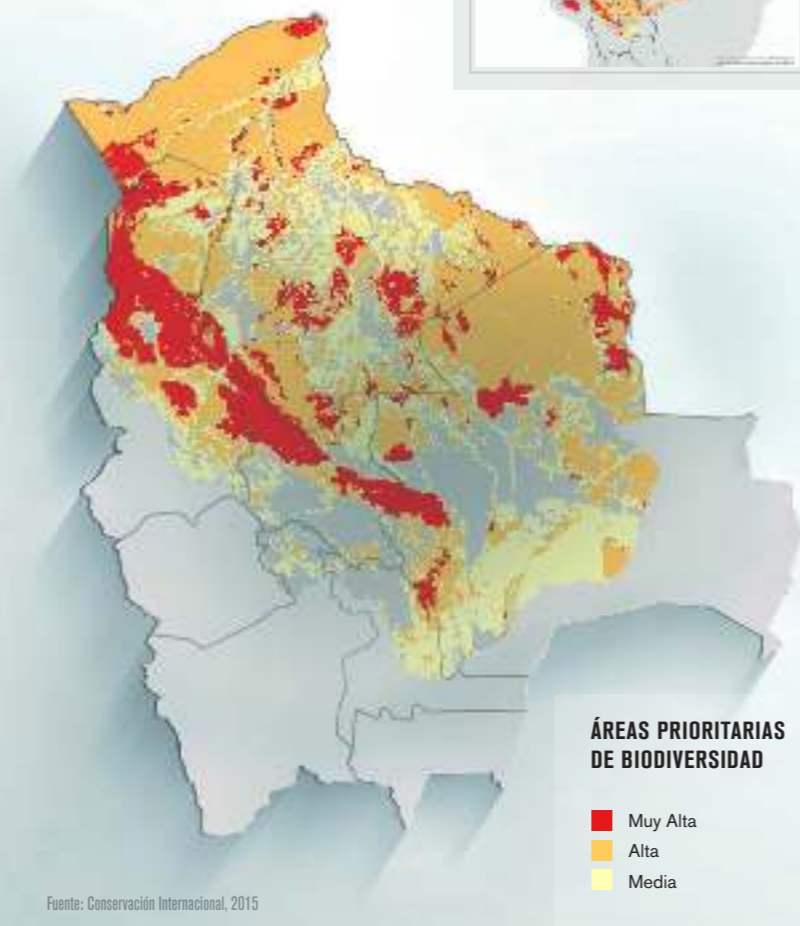 ÁREAS PRIORITARIAS
DE BIODIVERSIDAD
Muy Alta
Alta
Media
Fuente: Conservación Internacional, 2015